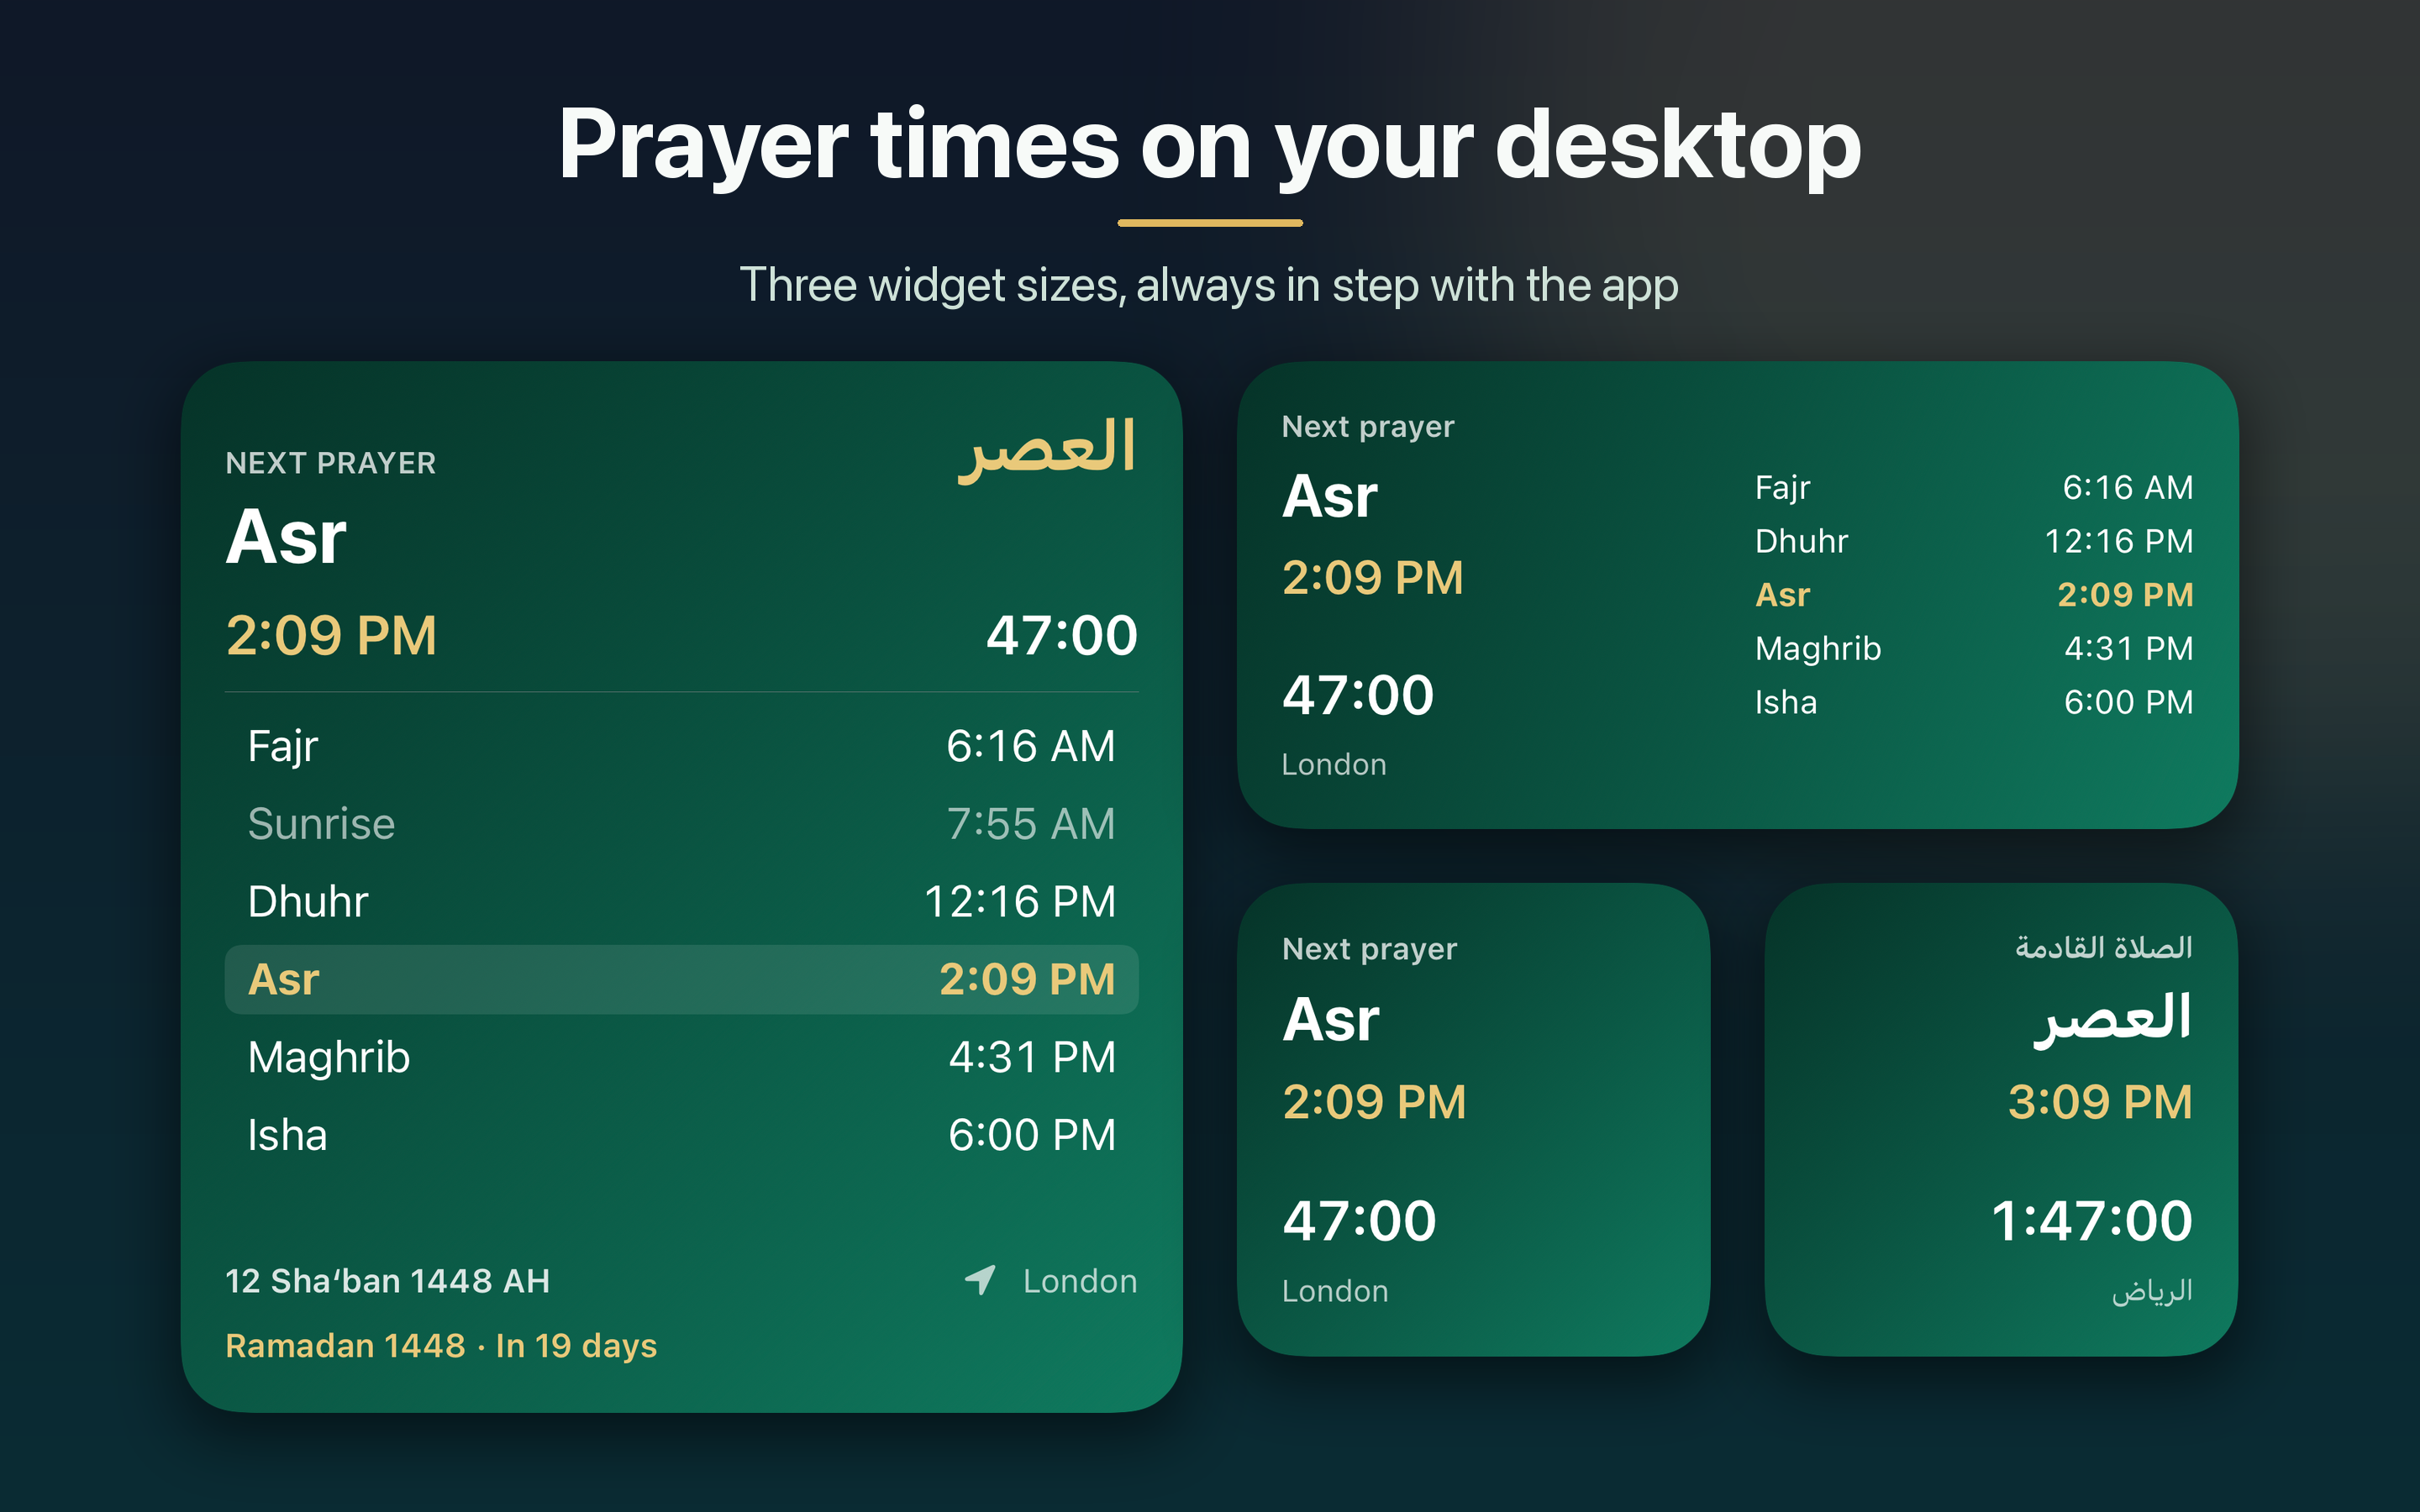 Prayer times on your desktop
Three widget sizes, always in step with the app
NEXT PRAYER
العصر
Asr
2:09 PM 47:00
Fajr 6:16 AM
Sunrise 7:55 AM
Dhuhr 12:16 PM
Asr 2:09 PM
Maghrib 4:31 PM
Isha 6:00 PM
12 Sha‘ban 1448 AH London
Ramadan 1448 · In 19 days
Next prayer
Asr
2:09 PM
47:00
London
Fajr 6:16 AM
Dhuhr 12:16 PM
Asr 2:09 PM
Maghrib 4:31 PM
Isha 6:00 PM
Next prayer
Asr
2:09 PM
47:00
London
الصلاة القادمة
العصر
3:09 PM
1:47:00
الرياض